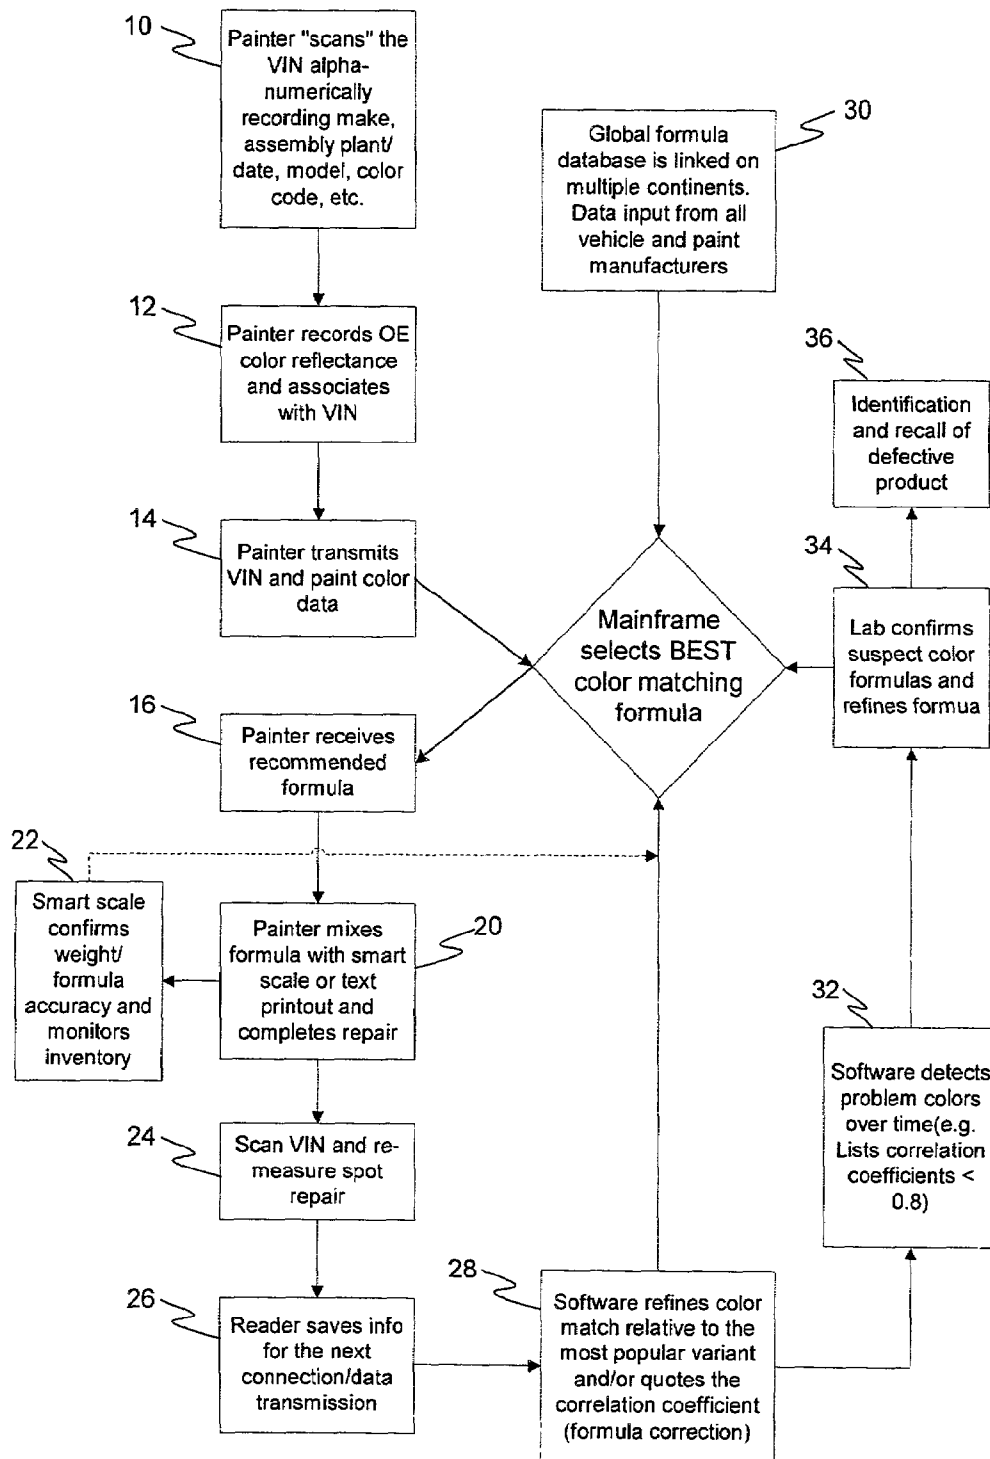 10
Painter "scans" the
VIN alpha-
numerically
recording make,
assembly plant/
date, model, color
code, etc.
30
Global formula
database is linked on
multiple continents.
Data input from all
vehicle and paint
manufacturers
12
Painter records OE
color reflectance
and associates
with VIN
36
Identification
and recall of
defective
product
14
Painter transmits
VIN and paint color
data
Mainframe
selects BEST
color matching
formula
34
Lab confirms
suspect color
formulas and
refines formua
16
Painter receives
recommended
formula
22
Smart scale
confirms
weight/
formula
accuracy and
monitors
inventory
20
Painter mixes
formula with smart
scale or text
printout and
completes repair
32
Software detects
problem colors
over time(e.g.
Lists correlation
coefficients <
0.8)
24
Scan VIN and re-
measure spot
repair
26
Reader saves info
for the next
connection/data
transmission
28
Software refines color
match relative to the
most popular variant
and/or quotes the
correlation coefficient
(formula correction)